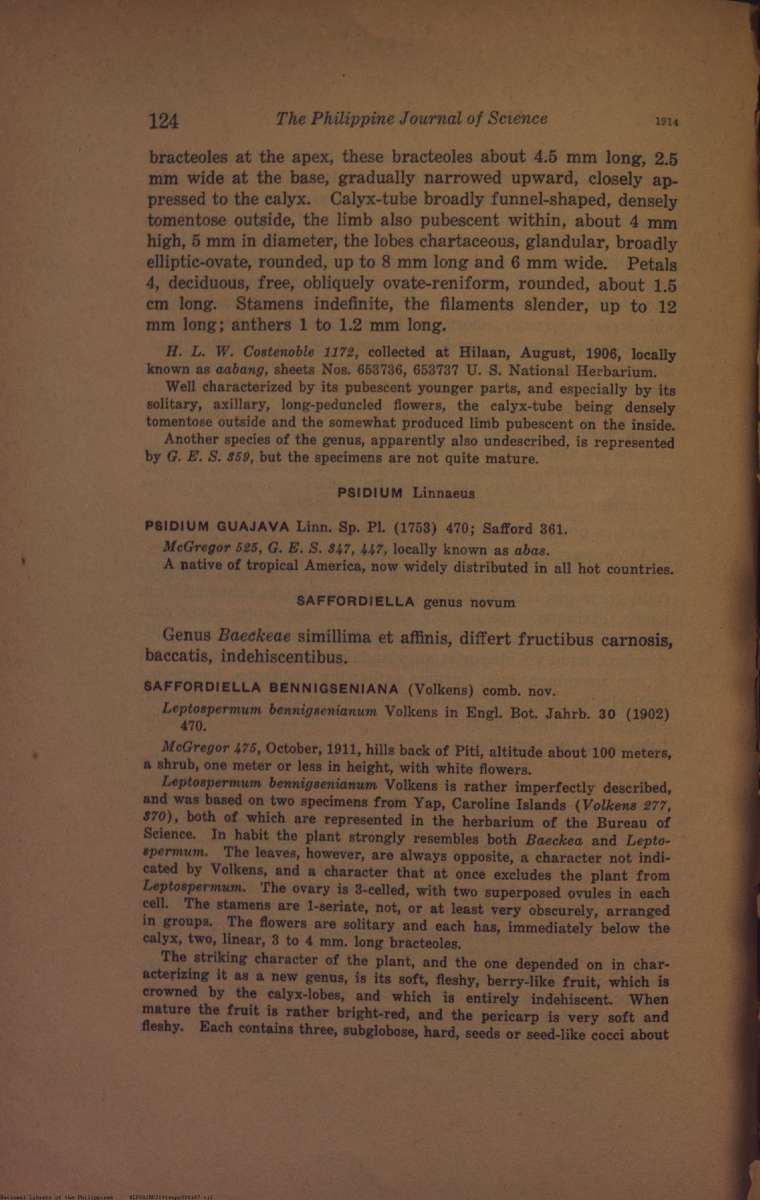 124 The Philippine Journal of Science 1914
bracteoles at the apex, these bracteoles about 4.5 mm long, 2.5
mm wide at the base, gradually narrowed upward, closely ap-
pressed to the calyx. Calyx-tube broadly funnel-shaped, densely
tomentose outside, the limb also pubescent within, about 4 mm
high, 5 mm in diameter, the lobes chartaceous, glandular, broadly
elliptic-ovate, rounded, up to 8 mm long and 6 mm wide. Petals
4, deciduous, free, obliquely ovate-reniform, rounded, about 1.5
cm long. Stamens indefinite, the filaments slender, up to 12
mm long; anthers 1 to 1.2 mm long.
H. L. W. Costenoble 1172, collected at Hilaan, August, 1906, locally
known as aabang, sheets Nos. 653736, 653737 U. S. National Herbarium.
Well characterized by its pubescent younger parts, and especially by its
solitary, axillary, long-peduncled flowers, the calyx-tube being densely
tomentose outside and the somewhat produced limb pubescent on the inside.
Another species of the genus, apparently also undescribed, is represented
by G. E. S. 359, but the specimens are not quite mature.
PSIDIUM Linnaeus
PSIDIUM GUAJAVA Linn. Sp. Pl. (1753) 470; Safford 361.
McGregor 525, G. E. S. 347, 447, locally known as abas.
A native of tropical America, now widely distributed in all hot countries.
SAFFORDIELLA genus novum
Genus Baeckeae simillima et affinis, differt fructibus carnosis,
baccatis, indehiscentibus.
SAFFORDIELLA BENNIGSENIANA (Volkens) comb. nov.
Leptospermum bennigsenianum Volkens in Engl. Bot. Jahrb. 30 (1902)
470.
McGregor 475, October, 1911, hills back of Piti, altitude about 100 meters,
a shrub, one meter or less in height, with white flowers.
Leptospermum bennigsenianum Volkens is rather imperfectly described,
and was based on two specimens from Yap, Caroline Islands (Volkens 277,
370), both of which are represented in the herbarium of the Bureau of
Science. In habit the plant strongly resembles both Baeckea and Lepto-
spermum. The leaves, however, are always opposite, a character not indi-
cated by Volkens, and a character that at once excludes the plant from
Leptospermum. The ovary is 3-celled, with two superposed ovules in each
cell. The stamens are 1-seriate, not, or at least very obscurely, arranged
in groups. The flowers are solitary and each has, immediately below the
calyx, two, linear, 3 to 4 mm. long bracteoles.
The striking character of the plant, and the one depended on in char-
acterizing it as a new genus, is its soft, fleshy, berry-like fruit, which is
crowned by the calyx-lobes, and which is entirely indehiscent. When
mature the fruit is rather bright-red, and the pericarp is very soft and
fleshy. Each contains three, subglobose, hard, seeds or seed-like cocci about
National Library of the Philippines